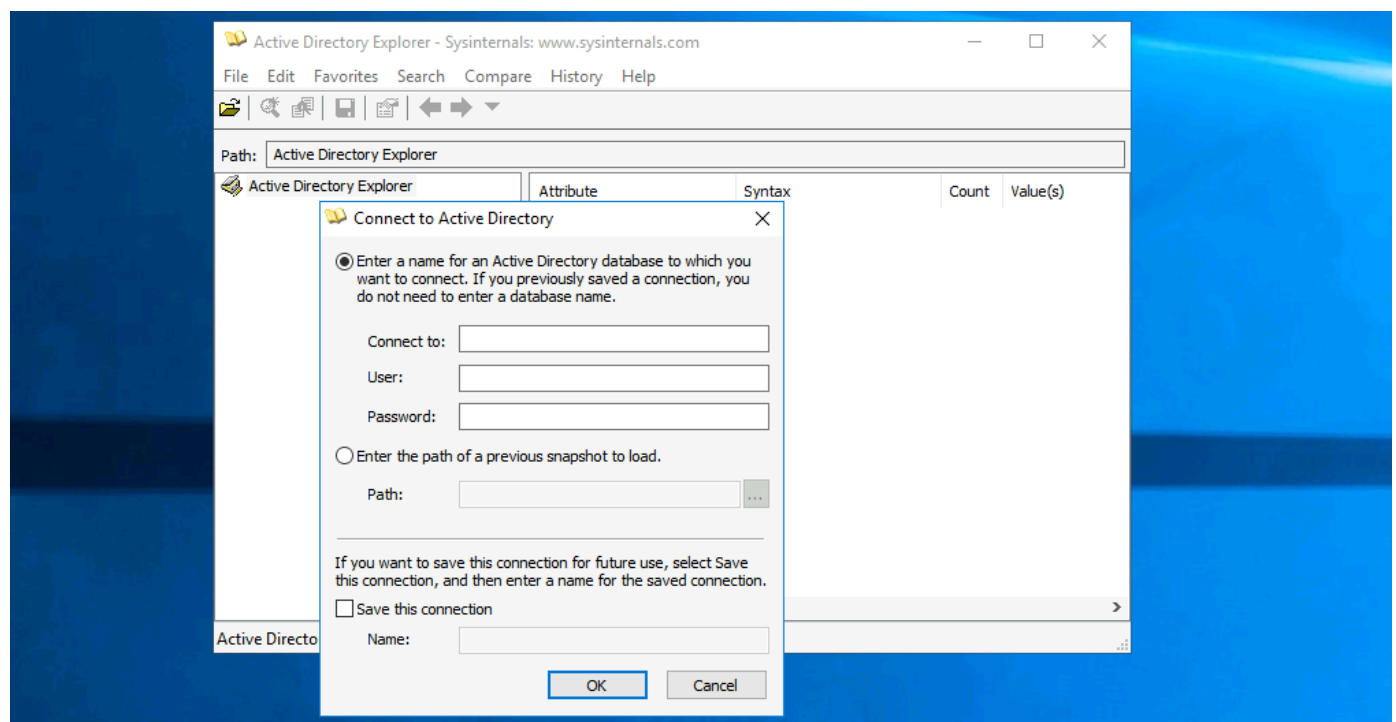 Active Directory Explorer - Sysinternals: www.sysinternals.com
File Edit Favorites Search Compare History Help
Path: Active Directory Explorer
Active Directory Explorer
Attribute Syntax Count Value(s)
Connect to Active Directory
Enter a name for an Active Directory database to which you
want to connect. If you previously saved a connection, you
do not need to enter a database name.
Connect to:
User:
Password:
Enter the path of a previous snapshot to load.
Path: ...
If you want to save this connection for future use, select Save
this connection, and then enter a name for the saved connection.
Save this connection
Name:
OK Cancel
Active Directo